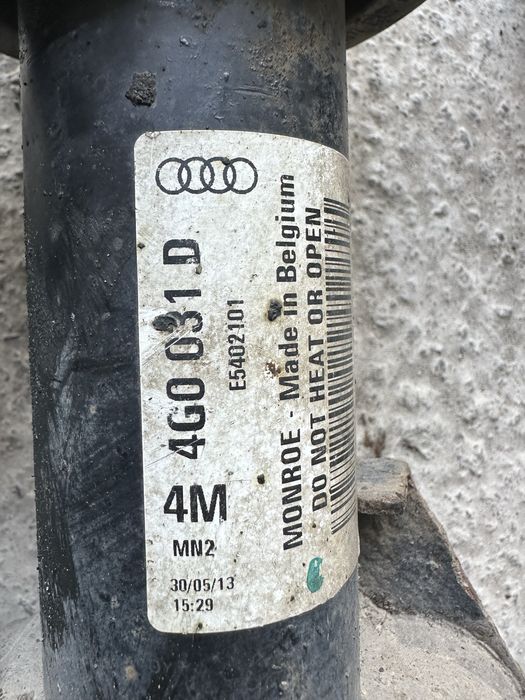 4G0 031 D
E5402101
4M
MN2
MONROE - Made in Belgium
DO NOT HEAT OR OPEN
30/05/13
15:29